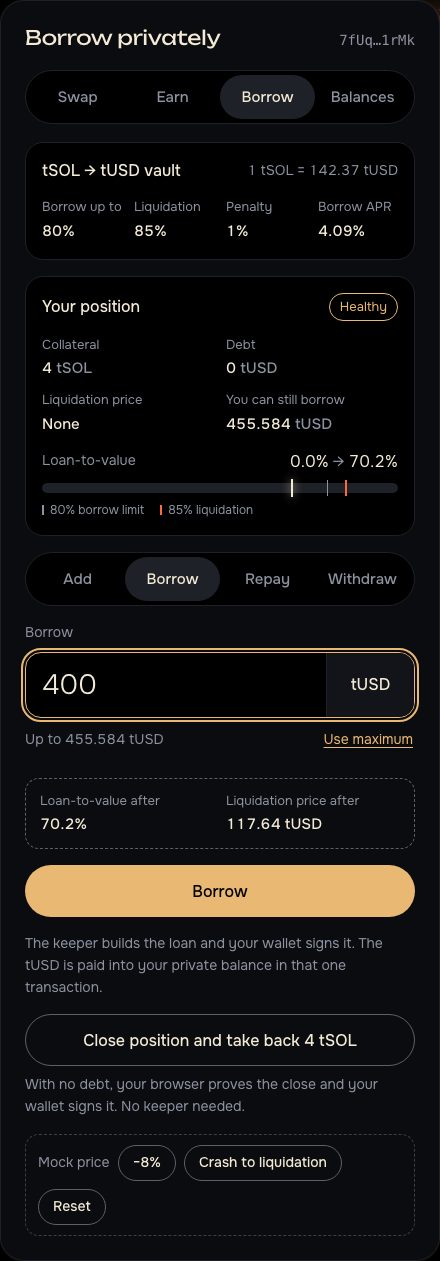 Borrow privately 7fUq…1rMk
Swap Earn Borrow Balances
tSOL → tUSD vault 1 tSOL = 142.37 tUSD
Borrow up to Liquidation Penalty Borrow APR
80% 85% 1% 4.09%
Your position Healthy
Collateral Debt
4 tSOL 0 tUSD
Liquidation price You can still borrow
None 455.584 tUSD
Loan-to-value 0.0% → 70.2%
80% borrow limit 85% liquidation
Add Borrow Repay Withdraw
Borrow
400 tUSD
Up to 455.584 tUSD Use maximum
Loan-to-value after Liquidation price after
70.2% 117.64 tUSD
Borrow
The keeper builds the loan and your wallet signs it. The
tUSD is paid into your private balance in that one
transaction.
Close position and take back 4 tSOL
With no debt, your browser proves the close and your
wallet signs it. No keeper needed.
Mock price −8% Crash to liquidation
Reset